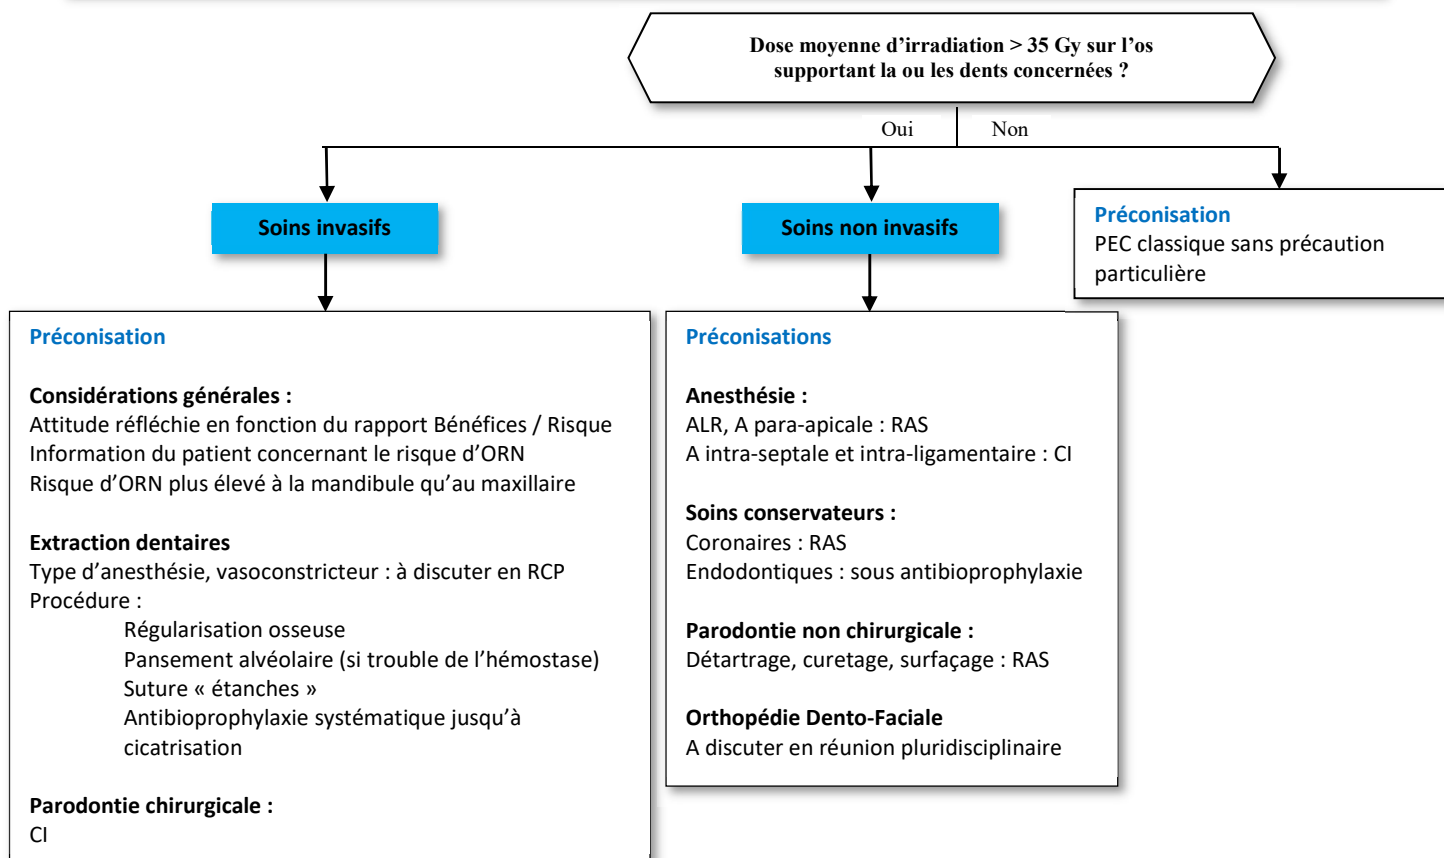 Dose moyenne d’irradiation > 35 Gy sur l’os
supportant la ou les dents concernées ?
Oui
Non
Soins invasifs
Soins non invasifs
Préconisation
PEC classique sans précaution
particulière
Préconisation
Considérations générales :
Attitude réfléchie en fonction du rapport Bénéfices / Risque
Information du patient concernant le risque d’ORN
Risque d’ORN plus élevé à la mandibule qu’au maxillaire
Extraction dentaires
Type d’anesthésie, vasoconstricteur : à discuter en RCP
Procédure :
Régularisation osseuse
Pansement alvéolaire (si trouble de l’hémostase)
Suture « étanches »
Antibioprophylaxie systématique jusqu’à
cicatrisation
Parodontie chirurgicale :
CI
Préconisations
Anesthésie :
ALR, A para-apicale : RAS
A intra-septale et intra-ligamentaire : CI
Soins conservateurs :
Coronaires : RAS
Endodontiques : sous antibioprophylaxie
Parodontie non chirurgicale :
Détartrage, curetage, surfaçage : RAS
Orthopédie Dento-Faciale
A discuter en réunion pluridisciplinaire